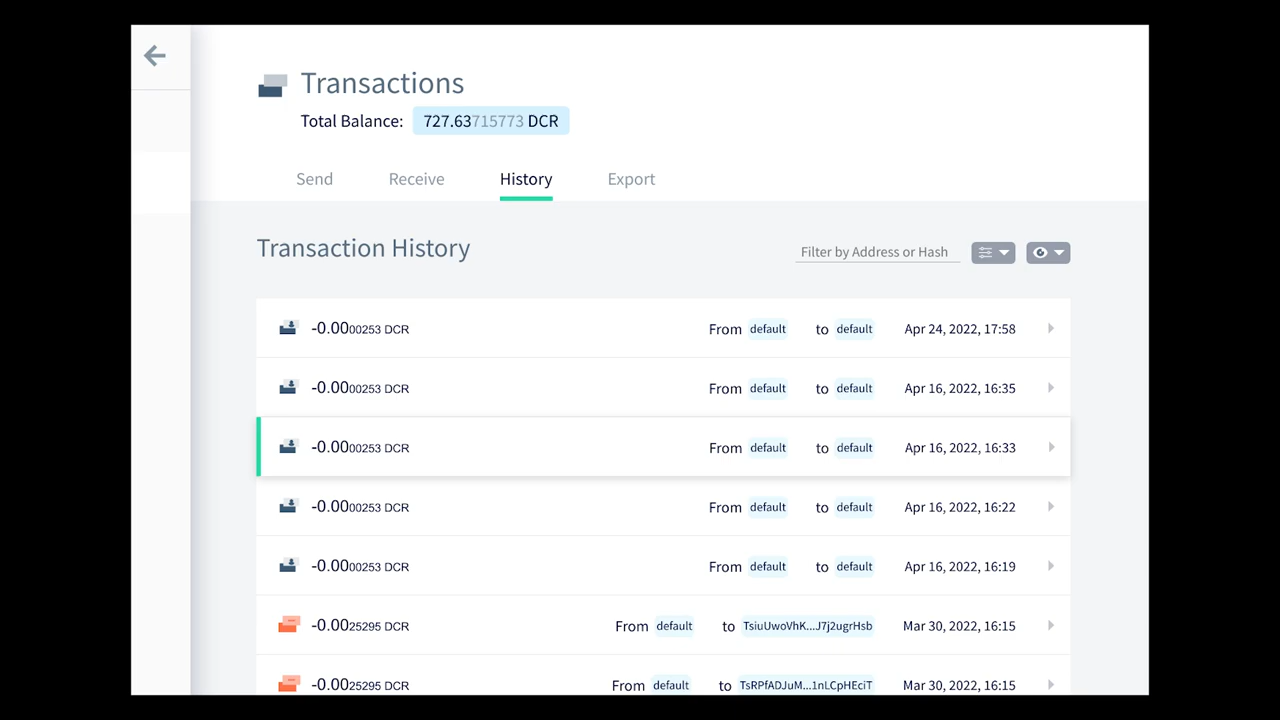 Transactions
Total Balance: 727.63715773 DCR
Send Receive History Export
Transaction History Filter by Address or Hash
-0.0000253 DCR From default to default Apr 24, 2022, 17:58
-0.0000253 DCR From default to default Apr 16, 2022, 16:35
-0.0000253 DCR From default to default Apr 16, 2022, 16:33
-0.0000253 DCR From default to default Apr 16, 2022, 16:22
-0.0000253 DCR From default to default Apr 16, 2022, 16:19
-0.0025295 DCR From default to TsiuUwoVhK...J7j2ugrHsb Mar 30, 2022, 16:15
-0.0025295 DCR From default to TsRPfADJuM...1nLCpHEciT Mar 30, 2022, 16:15